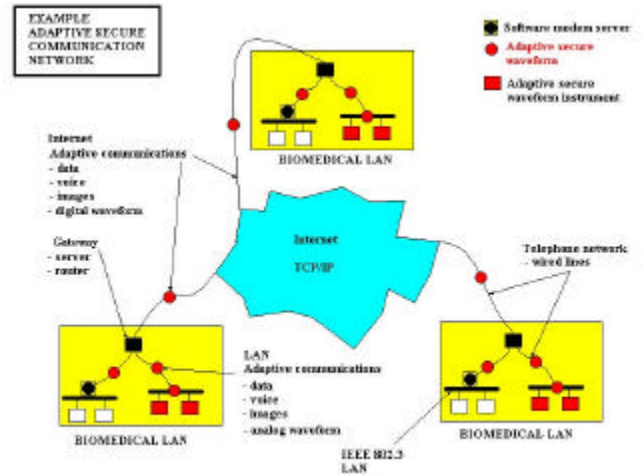 EXAMPLE
ADAPTIVE SECURE
COMMUNICATION
NETWORK
Software modem server
Adaptive secure
waveform
Adaptive secure
waveform instrument
BIOMEDICAL LAN
Internet
Adaptive communications
- data
- voice
- images
- digital waveform
Gateway
- server
- router
Internet
TCP/IP
Telephone network
- wired lines
LAN
Adaptive communications
- data
- voice
- images
- analog waveform
BIOMEDICAL LAN
BIOMEDICAL LAN
IEEE 802.3
LAN